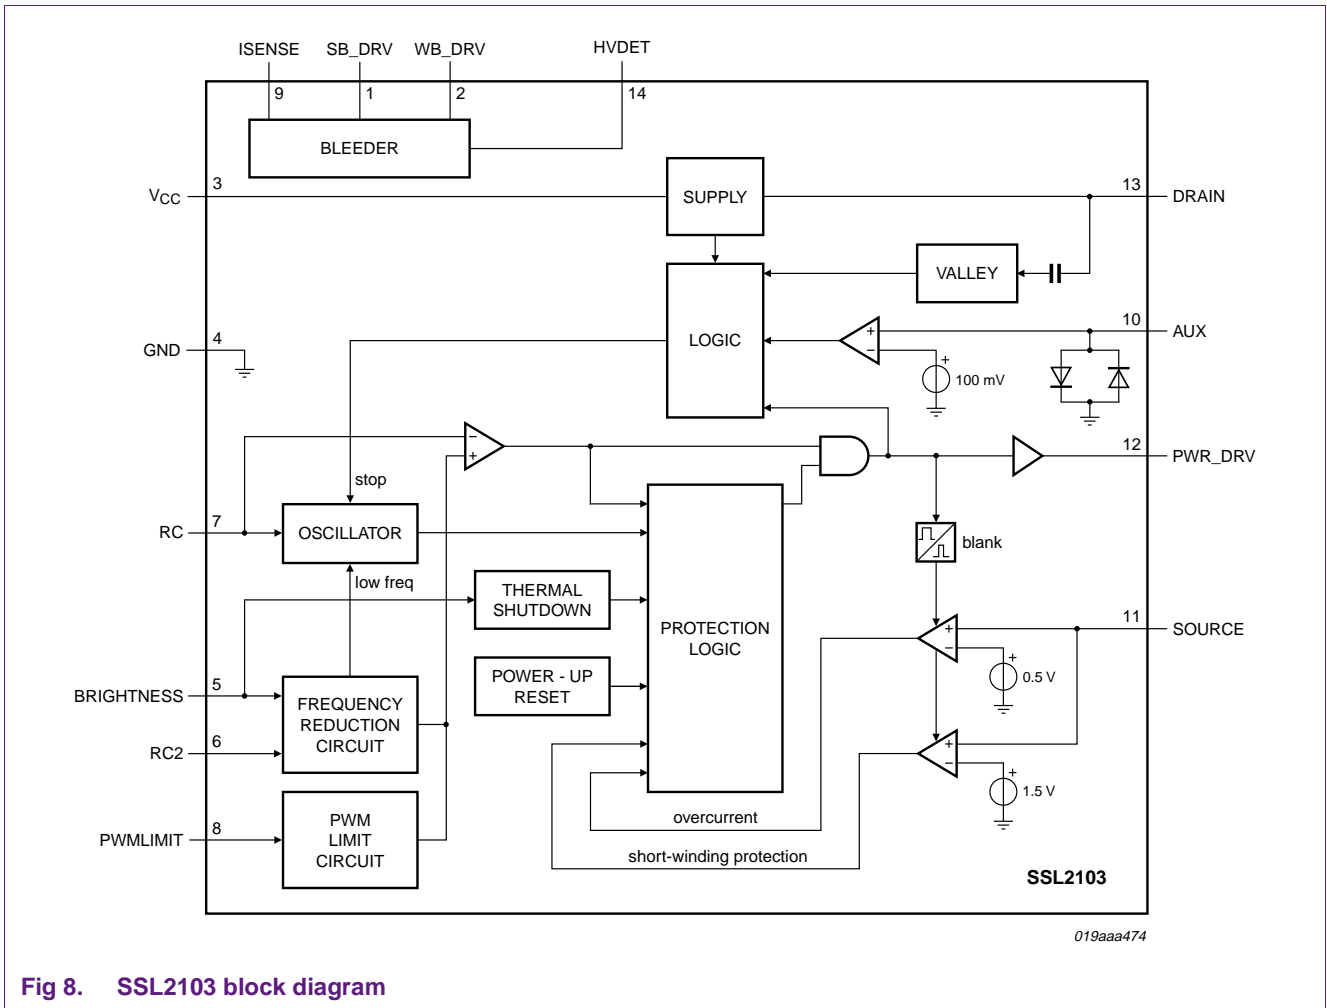 ISENSE SB_DRV WB_DRV HVDET
9 1 2 14
BLEEDER
3
VCC
SUPPLY
13
DRAIN
VALLEY
4
GND
LOGIC
+
−
+
100 mV
10
AUX
−
+
12
PWR_DRV
stop
7
RC
OSCILLATOR
blank
low freq
THERMAL
SHUTDOWN
PROTECTION
LOGIC
11
SOURCE
+
−
+
0.5 V
5
BRIGHTNESS
POWER - UP
RESET
FREQUENCY
REDUCTION
CIRCUIT
6
RC2
+
−
+
1.5 V
8
PWMLIMIT
PWM
LIMIT
CIRCUIT
overcurrent
short-winding protection
SSL2103
019aaa474
Fig 8. SSL2103 block diagram